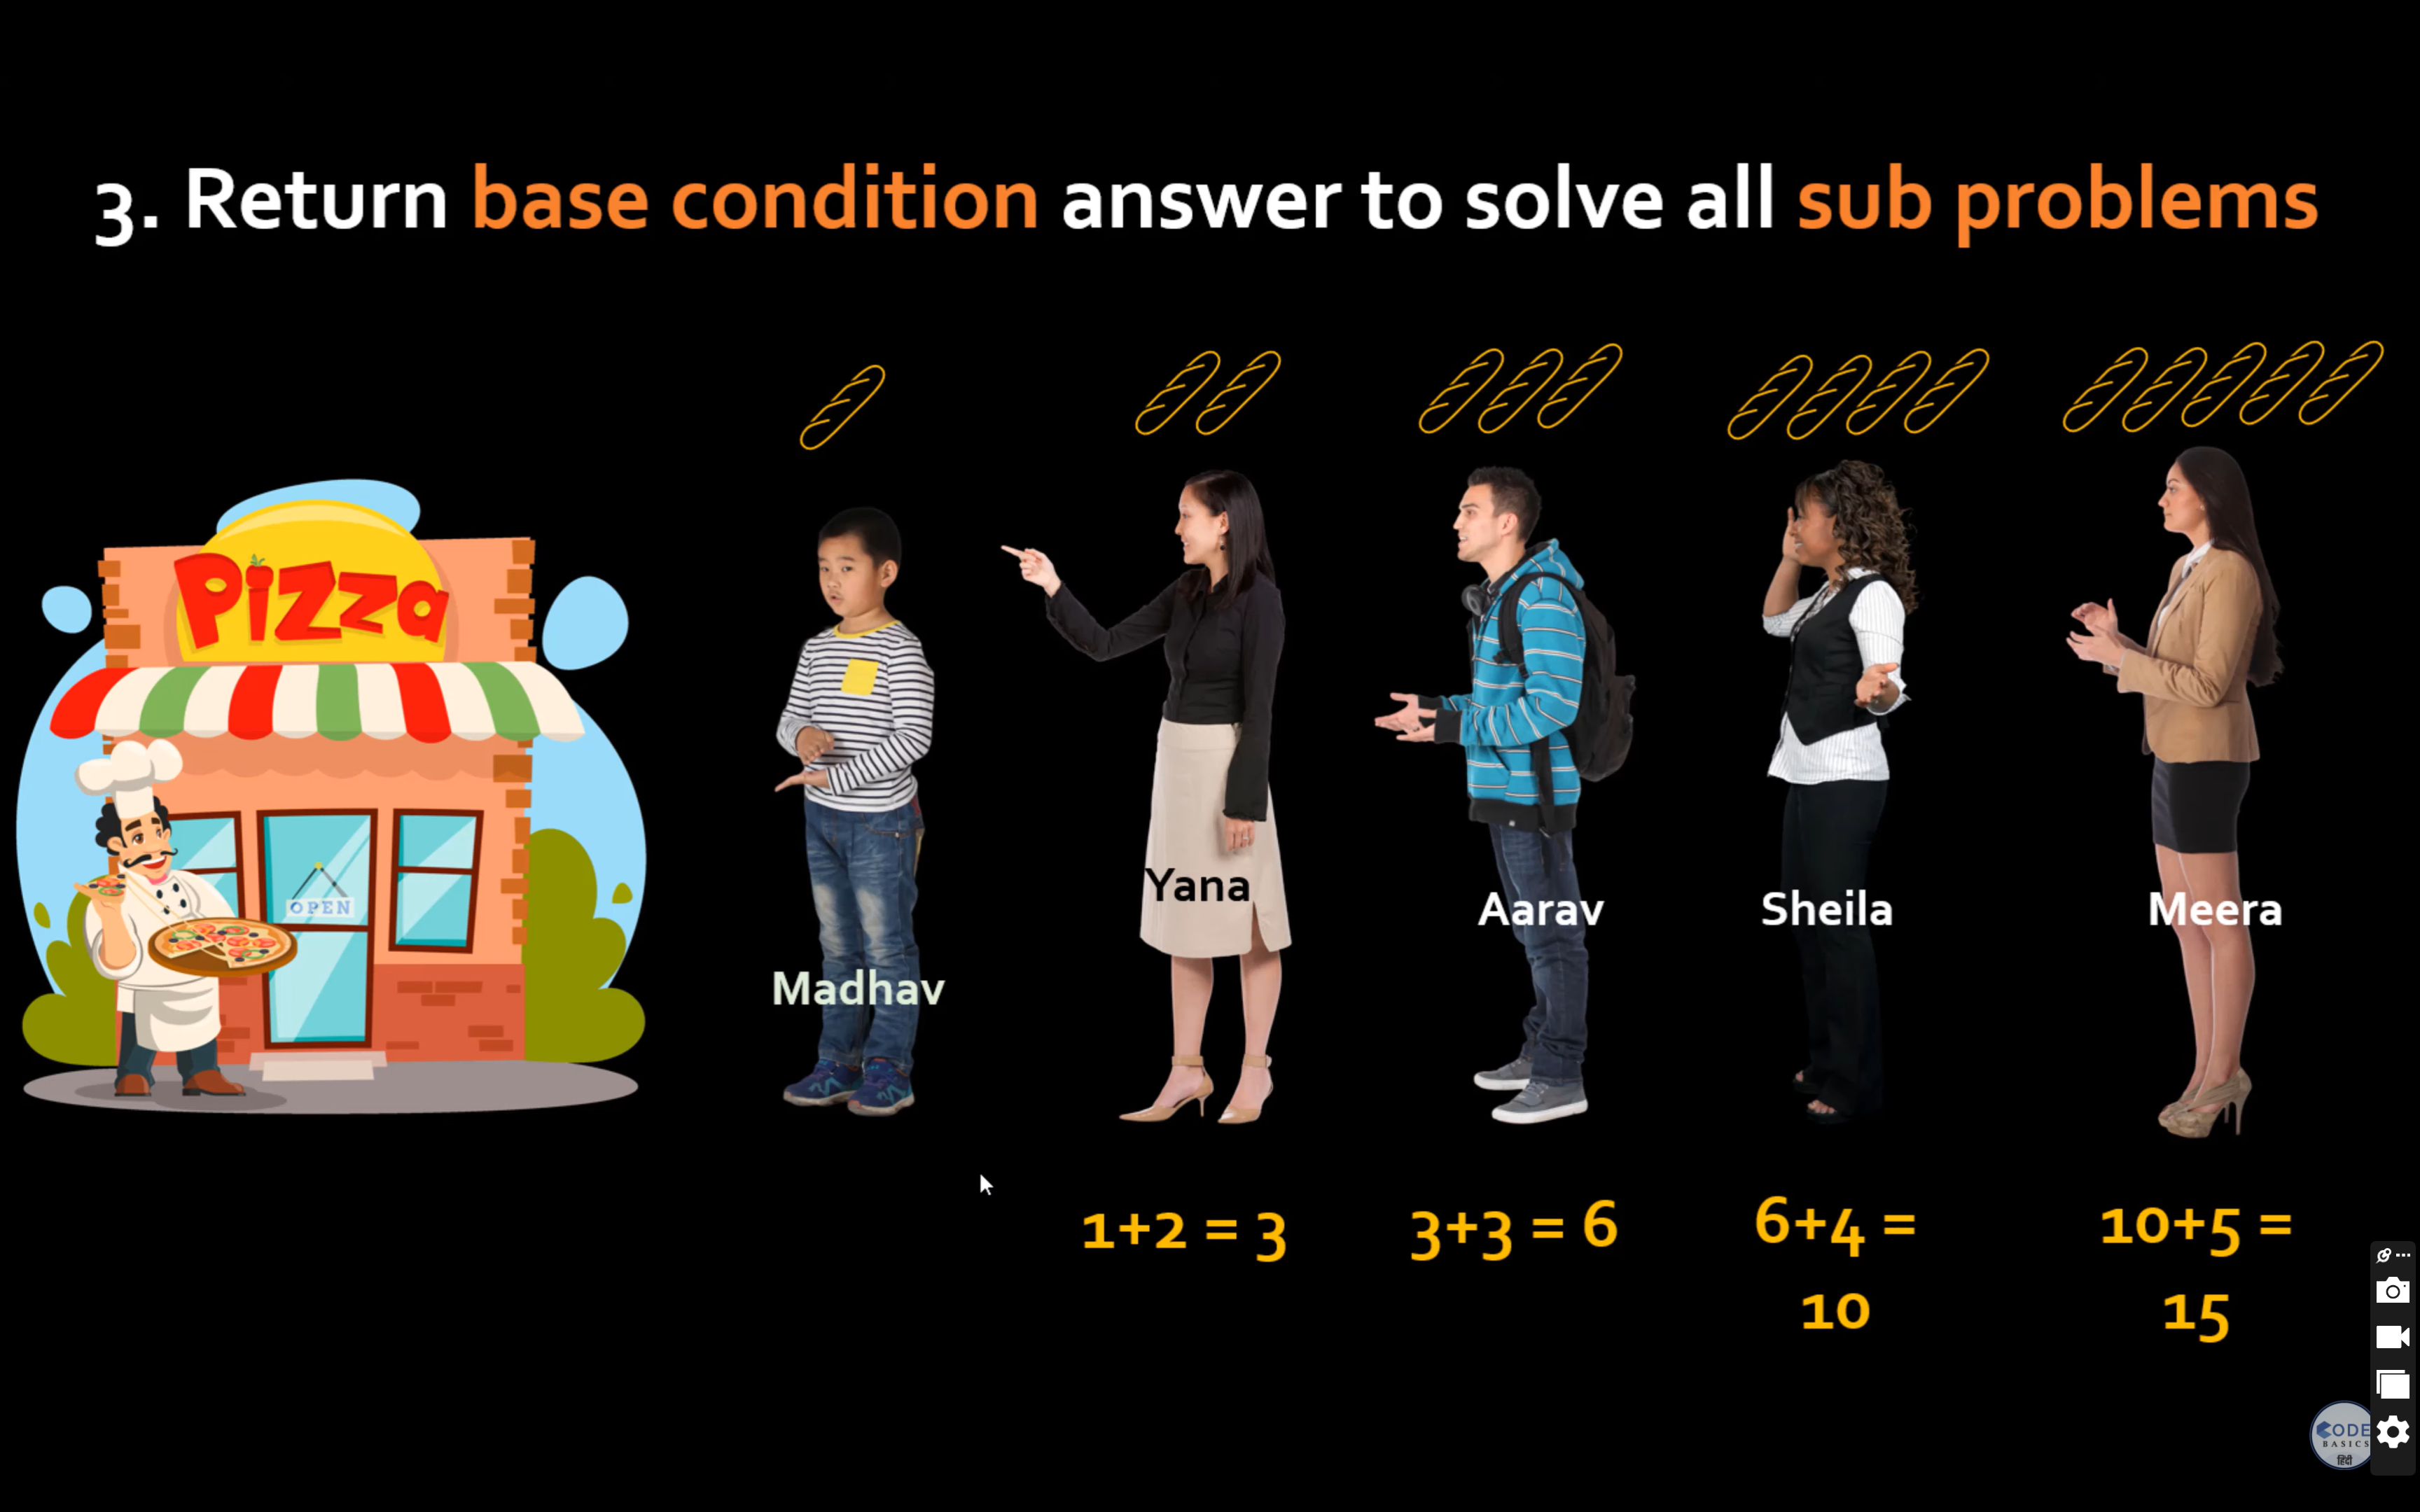 3. Return base condition answer to solve all sub problems
Pizza
OPEN
Madhav
Yana
Aarav
Sheila
Meera
1+2 = 3
3+3 = 6
6+4 =
10
10+5 =
15
CODE
BASICS
हिंदी